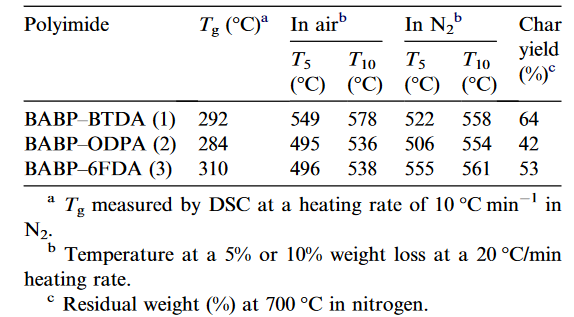 Polyimide Tg (°C)a In airb In N2b Char
T5 T10 T5 T10 yield
(°C) (°C) (°C) (°C) (%)c
BABP–BTDA (1) 292 549 578 522 558 64
BABP–ODPA (2) 284 495 536 506 554 42
BABP–6FDA (3) 310 496 538 555 561 53
a Tg measured by DSC at a heating rate of 10 °C min−1 in
N2.
b Temperature at a 5% or 10% weight loss at a 20 °C/min
heating rate.
c Residual weight (%) at 700 °C in nitrogen.